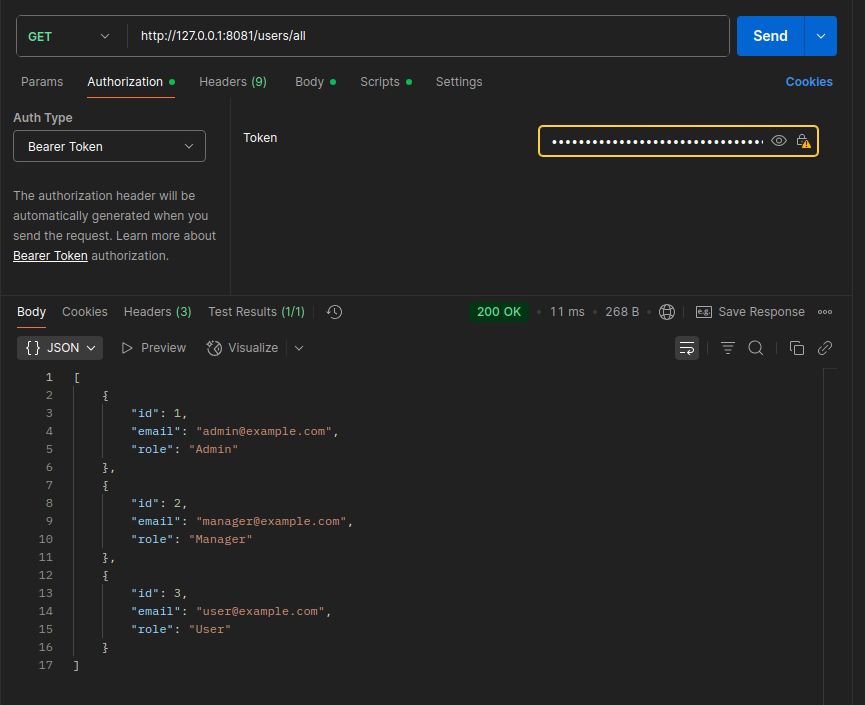 GET http://127.0.0.1:8081/users/all Send
Params Authorization Headers (9) Body Scripts Settings Cookies
Auth Type
Bearer Token
Token
The authorization header will be
automatically generated when you
send the request. Learn more about
Bearer Token authorization.
Body Cookies Headers (3) Test Results (1/1) 200 OK 11 ms 268 B e.g. Save Response
{} JSON Preview Visualize
1 [
2 {
3 "id": 1,
4 "email": "admin@example.com",
5 "role": "Admin"
6 },
7 {
8 "id": 2,
9 "email": "manager@example.com",
10 "role": "Manager"
11 },
12 {
13 "id": 3,
14 "email": "user@example.com",
15 "role": "User"
16 }
17 ]